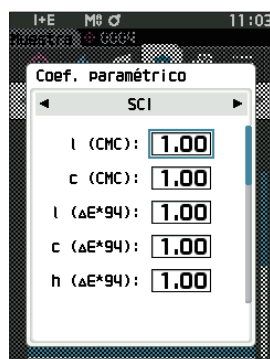 I+E M ♂ 11:03
Muestra 0004
Coef. paramétrico
◄ SCI ►
l (CMC): 1.00
c (CMC): 1.00
l (ΔE*94): 1.00
c (ΔE*94): 1.00
h (ΔE*94): 1.00